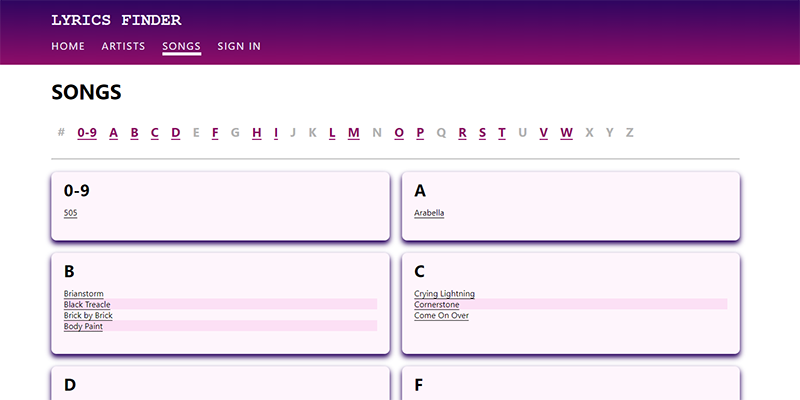 LYRICS FINDER
HOME ARTISTS SONGS SIGN IN
SONGS
# 0-9 A B C D E F G H I J K L M N O P Q R S T U V W X Y Z
0-9
505
A
Arabella
B
Brianstorm
Black Treacle
Brick by Brick
Body Paint
C
Crying Lightning
Cornerstone
Come On Over
D
F